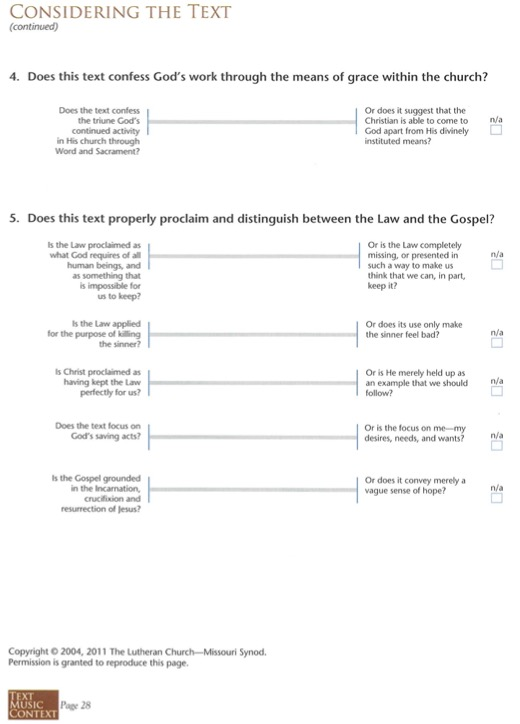 CONSIDERING THE TEXT
(continued)
4. Does this text confess God's work through the means of grace within the church?
Does the text confess
the triune God's
continued activity
in His church through
Word and Sacrament?
Or does it suggest that the
Christian is able to come to
God apart from His divinely
instituted means?
n/a
5. Does this text properly proclaim and distinguish between the Law and the Gospel?
Is the Law proclaimed as
what God requires of all
human beings, and
as something that
is impossible for
us to keep?
Or is the Law completely
missing, or presented in
such a way to make us
think that we can, in part,
keep it?
n/a
Is the Law applied
for the purpose of killing
the sinner?
Or does its use only make
the sinner feel bad?
n/a
Is Christ proclaimed as
having kept the Law
perfectly for us?
Or is He merely held up as
an example that we should
follow?
n/a
Does the text focus on
God's saving acts?
Or is the focus on me—my
desires, needs, and wants?
n/a
Is the Gospel grounded
in the Incarnation,
crucifixion and
resurrection of Jesus?
Or does it convey merely a
vague sense of hope?
n/a
Copyright © 2004, 2011 The Lutheran Church—Missouri Synod.
Permission is granted to reproduce this page.
TEXT
MUSIC
CONTEXT
Page 28